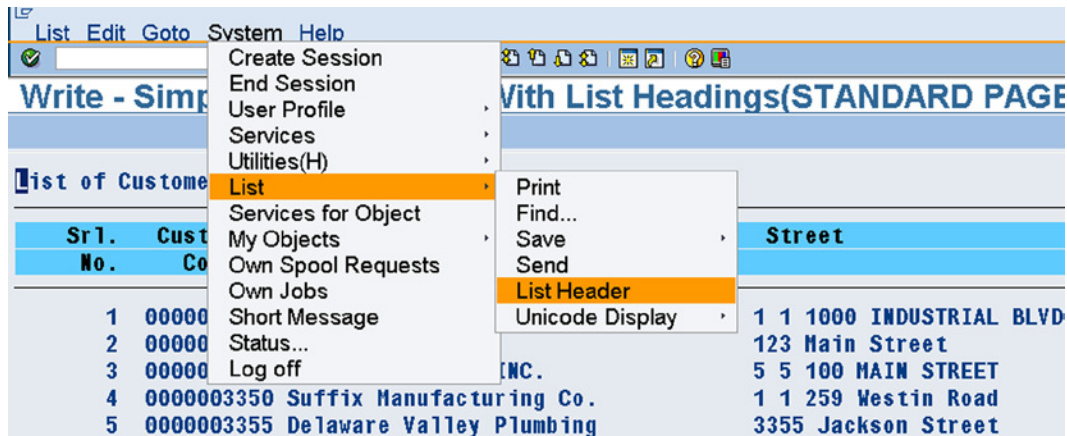 List Edit Goto System Help
Write - Simp With List Headings(STANDARD PAGE
List of Custome
Srl. Cust Street
No. Co
1 00000 1 1 1000 INDUSTRIAL BLVD
2 00000 123 Main Street
3 00000 INC. 5 5 100 MAIN STREET
4 0000003350 Suffix Manufacturing Co. 1 1 259 Westin Road
5 0000003355 Delaware Valley Plumbing 3355 Jackson Street
Create Session
End Session
User Profile
Services
Utilities(H)
List
Services for Object
My Objects
Own Spool Requests
Own Jobs
Short Message
Status...
Log off
Print
Find...
Save
Send
List Header
Unicode Display